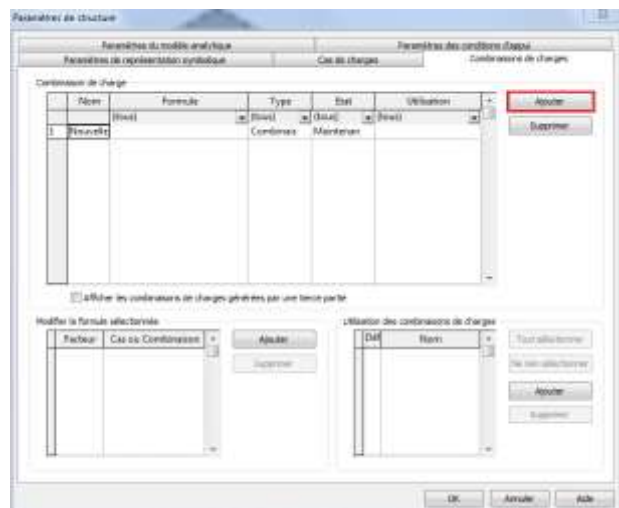 Paramètres de structure
Paramètres du modèle analytique
Paramètres des conditions d'appui
Paramètres de représentation symbolique
Cas de charges
Combinaisons de charges
Combinaison de charge
Nom
Formule
Type
Etat
Utilisation
(tous)
(tous)
(tous)
(tous)
1
Nouvelle
Combinais
Maintenan
Ajouter
Supprimer
Afficher les combinaisons de charges générées par une tierce partie
Modifier la formule sélectionnée
Facteur
Cas ou Combinaison
Ajouter
Supprimer
Utilisation des combinaisons de charges
Déf
Nom
Tout sélectionner
Ne rien sélectionner
Ajouter
Supprimer
OK
Annuler
Aide